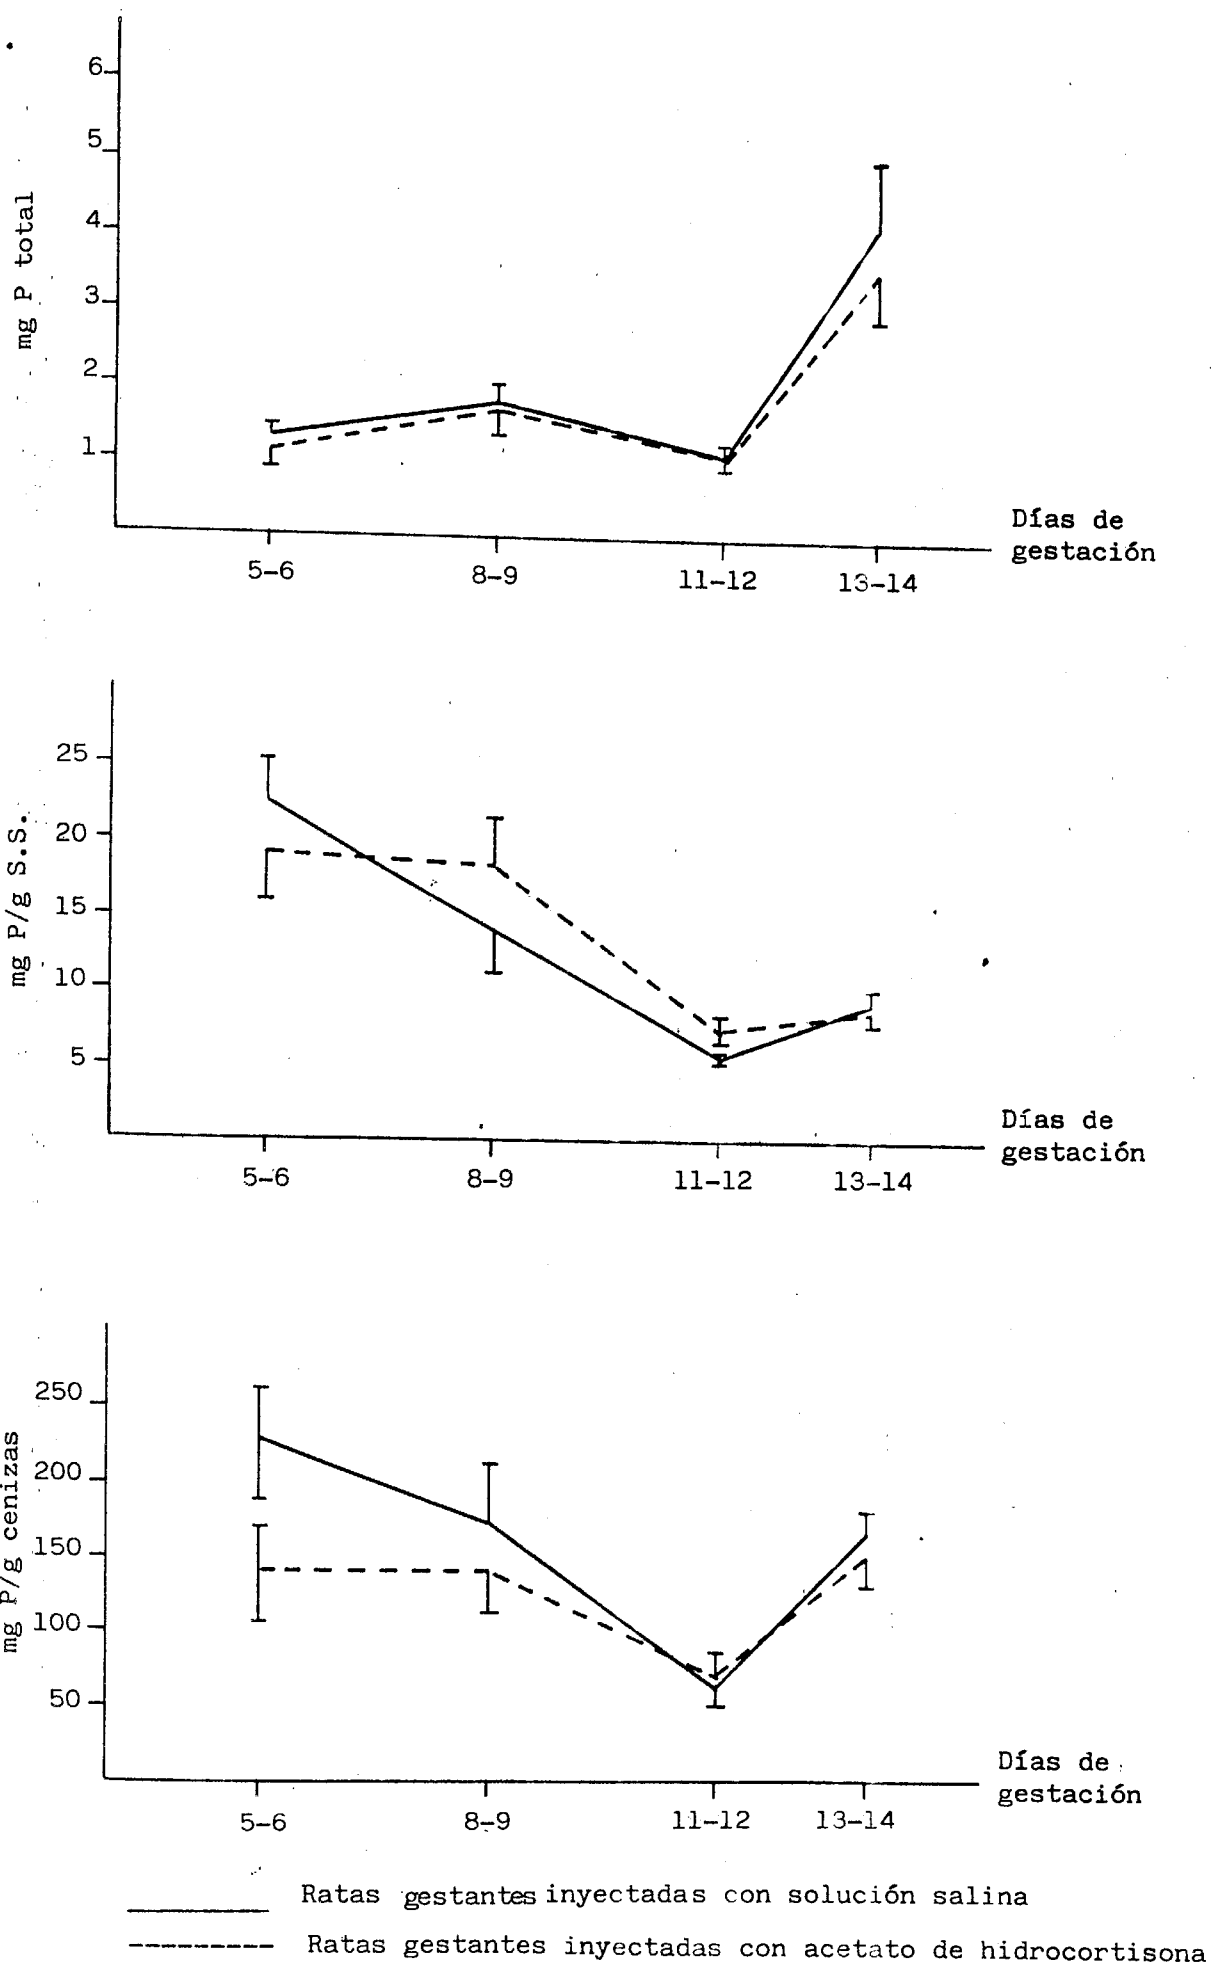 6
5
4
3
2
1
mg P total
Días de
gestación
5-6
8-9
11-12
13-14
25
20
15
10
5
mg P/g S.S.
Días de
gestación
5-6
8-9
11-12
13-14
250
200
150
100
50
mg P/g cenizas
Días de
gestación
5-6
8-9
11-12
13-14
Ratas gestantes inyectadas con solución salina
Ratas gestantes inyectadas con acetato de hidrocortisona